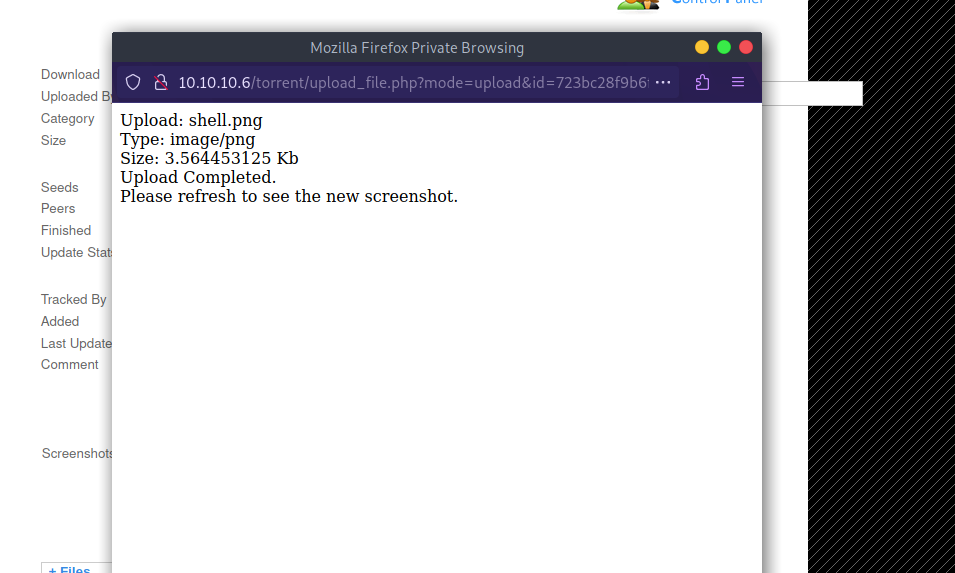 Control Panel
Mozilla Firefox Private Browsing
10.10.10.6/torrent/upload_file.php?mode=upload&id=723bc28f9b6
Download
Uploaded B
Category
Size
Seeds
Peers
Finished
Update Stat
Tracked By
Added
Last Update
Comment
Screenshots
+ Files
Upload: shell.png
Type: image/png
Size: 3.564453125 Kb
Upload Completed.
Please refresh to see the new screenshot.